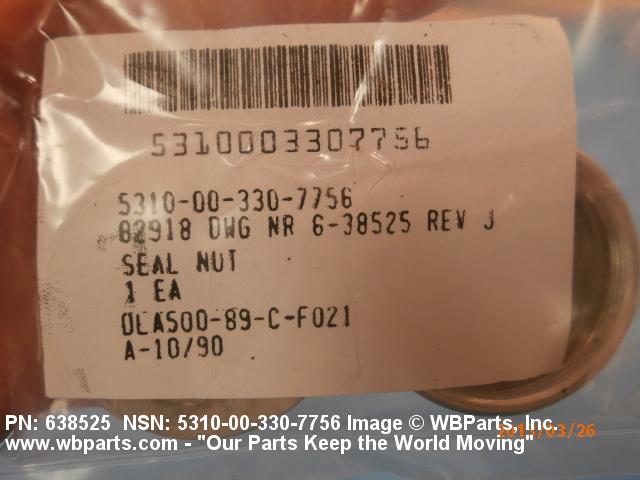 5310003307756
5310-00-330-7756
82918 DWG NR 6-38525 REV J
SEAL NUT
1 EA
DLA500-89-C-F021
A-10/90
PN: 638525 NSN: 5310-00-330-7756 Image © WBParts, Inc.
www.wbparts.com - "Our Parts Keep the World Moving"